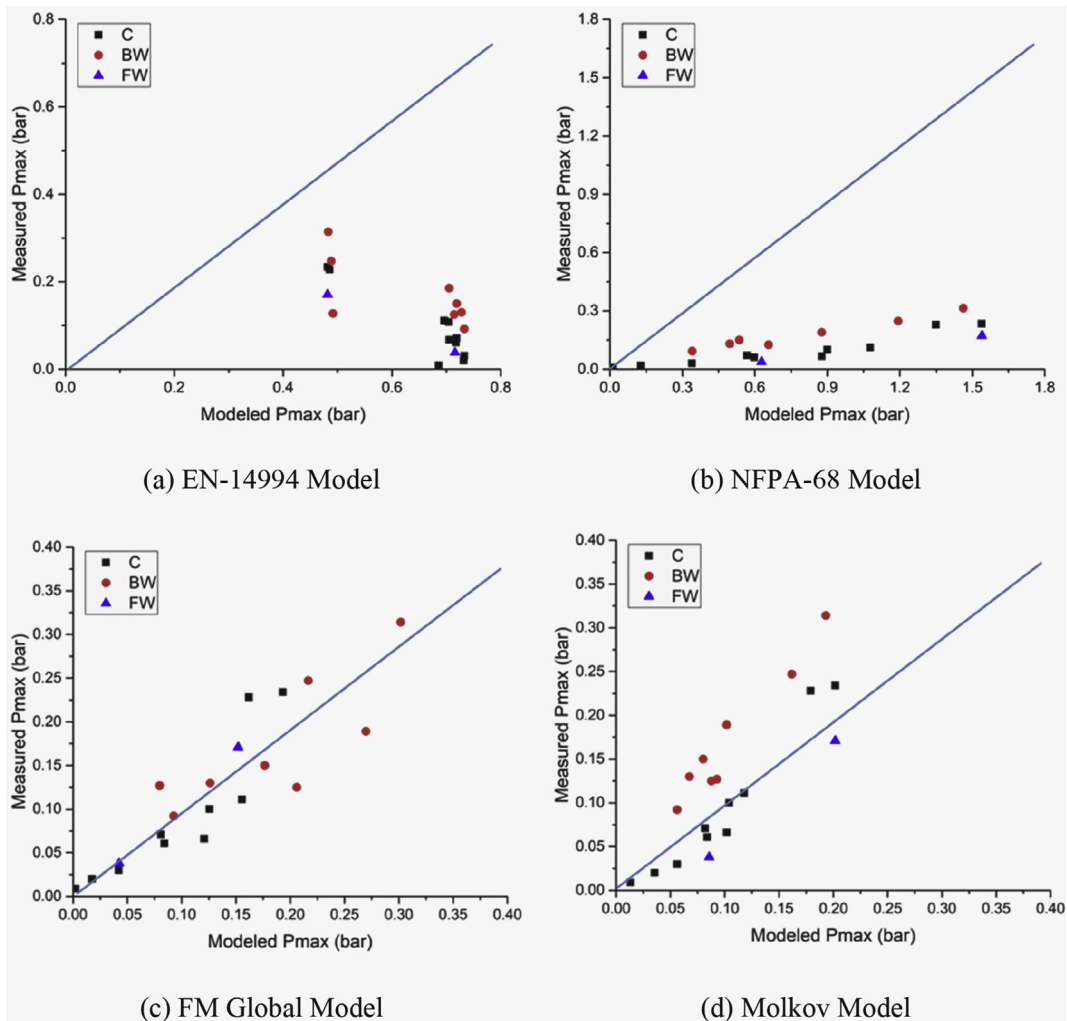 0.8
0.6
0.4
0.2
0.0
Measured Pmax (bar)
C
BW
FW
0.0
0.2
0.4
0.6
0.8
Modeled Pmax (bar)
(a) EN-14994 Model
1.8
1.5
1.2
0.9
0.6
0.3
0.0
Measured Pmax (bar)
C
BW
FW
0.0
0.3
0.6
0.9
1.2
1.5
1.8
Modeled Pmax (bar)
(b) NFPA-68 Model
0.40
0.35
0.30
0.25
0.20
0.15
0.10
0.05
0.00
Measured Pmax (bar)
C
BW
FW
0.00
0.05
0.10
0.15
0.20
0.25
0.30
0.35
0.40
Modeled Pmax (bar)
(c) FM Global Model
0.40
0.35
0.30
0.25
0.20
0.15
0.10
0.05
0.00
Measured Pmax (bar)
C
BW
FW
0.00
0.05
0.10
0.15
0.20
0.25
0.30
0.35
0.40
Modeled Pmax (bar)
(d) Molkov Model